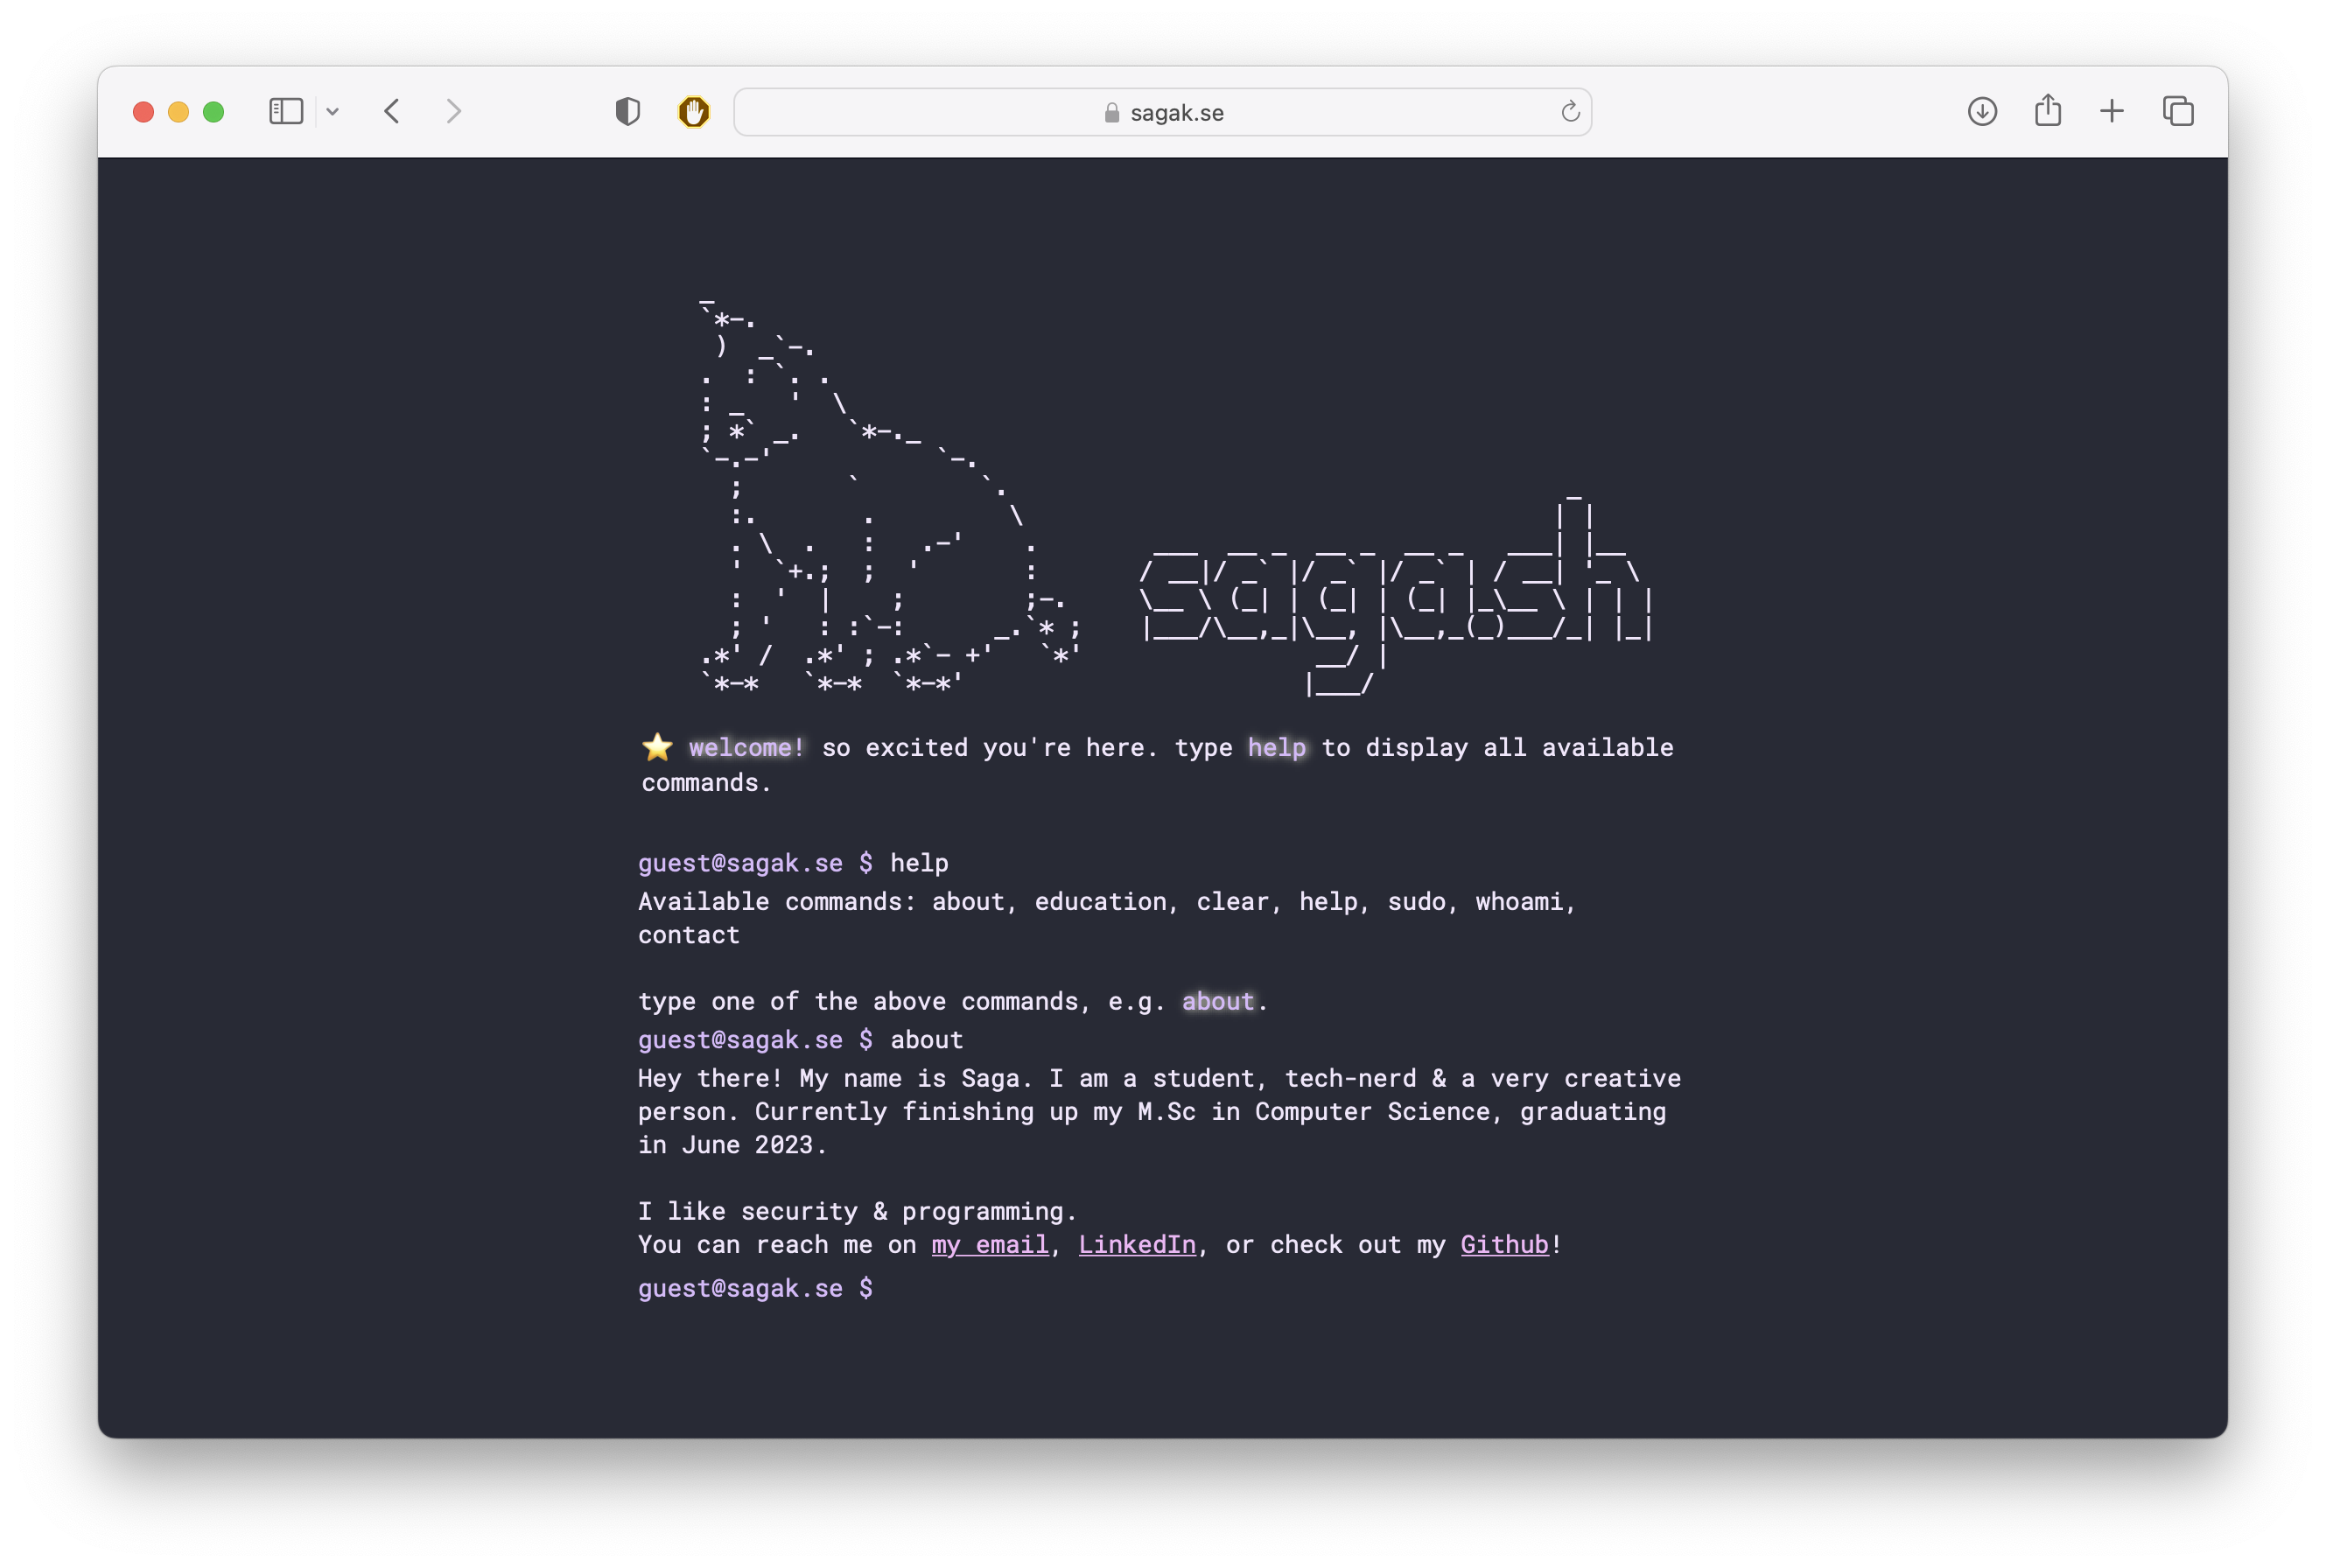 sagak.se
saga.sh
⭐ welcome! so excited you're here. type help to display all available
commands.
guest@sagak.se $ help
Available commands: about, education, clear, help, sudo, whoami,
contact
type one of the above commands, e.g. about.
guest@sagak.se $ about
Hey there! My name is Saga. I am a student, tech-nerd & a very creative
person. Currently finishing up my M.Sc in Computer Science, graduating
in June 2023.
I like security & programming.
You can reach me on my email, LinkedIn, or check out my Github!
guest@sagak.se $